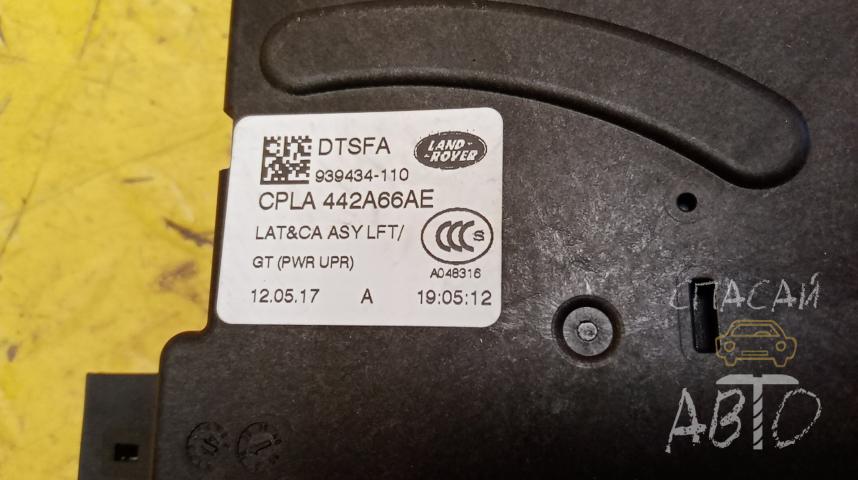 DTSFA
LAND
-ROVER
939434-110
CPLA 442A66AE
LAT&CA ASY LFT/
GT (PWR UPR)
CCC S
A048316
12.05.17 A 19:05:12
СПАСАЙ
АВТО